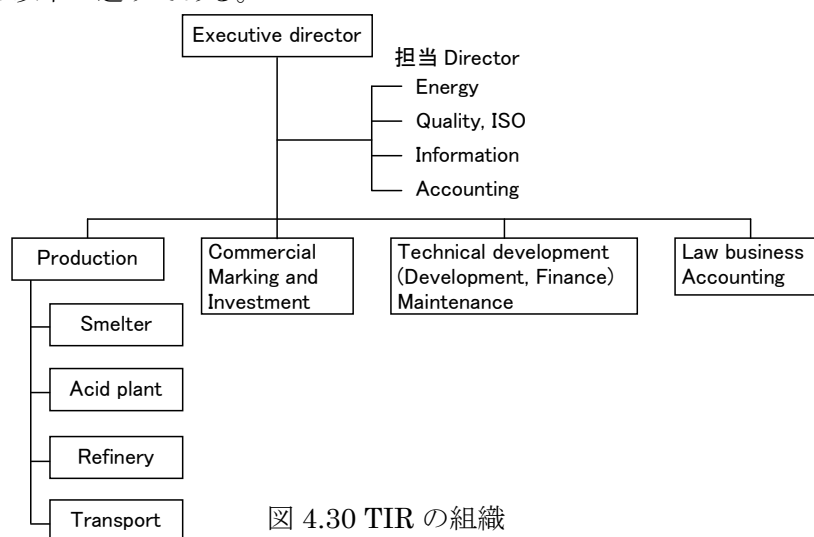 Executive director
担当 Director
Energy
Quality, ISO
Information
Accounting
Production
Commercial
Marking and
Investment
Technical development
(Development, Finance)
Maintenance
Law business
Accounting
Smelter
Acid plant
Refinery
Transport
図 4.30 TIR の組織